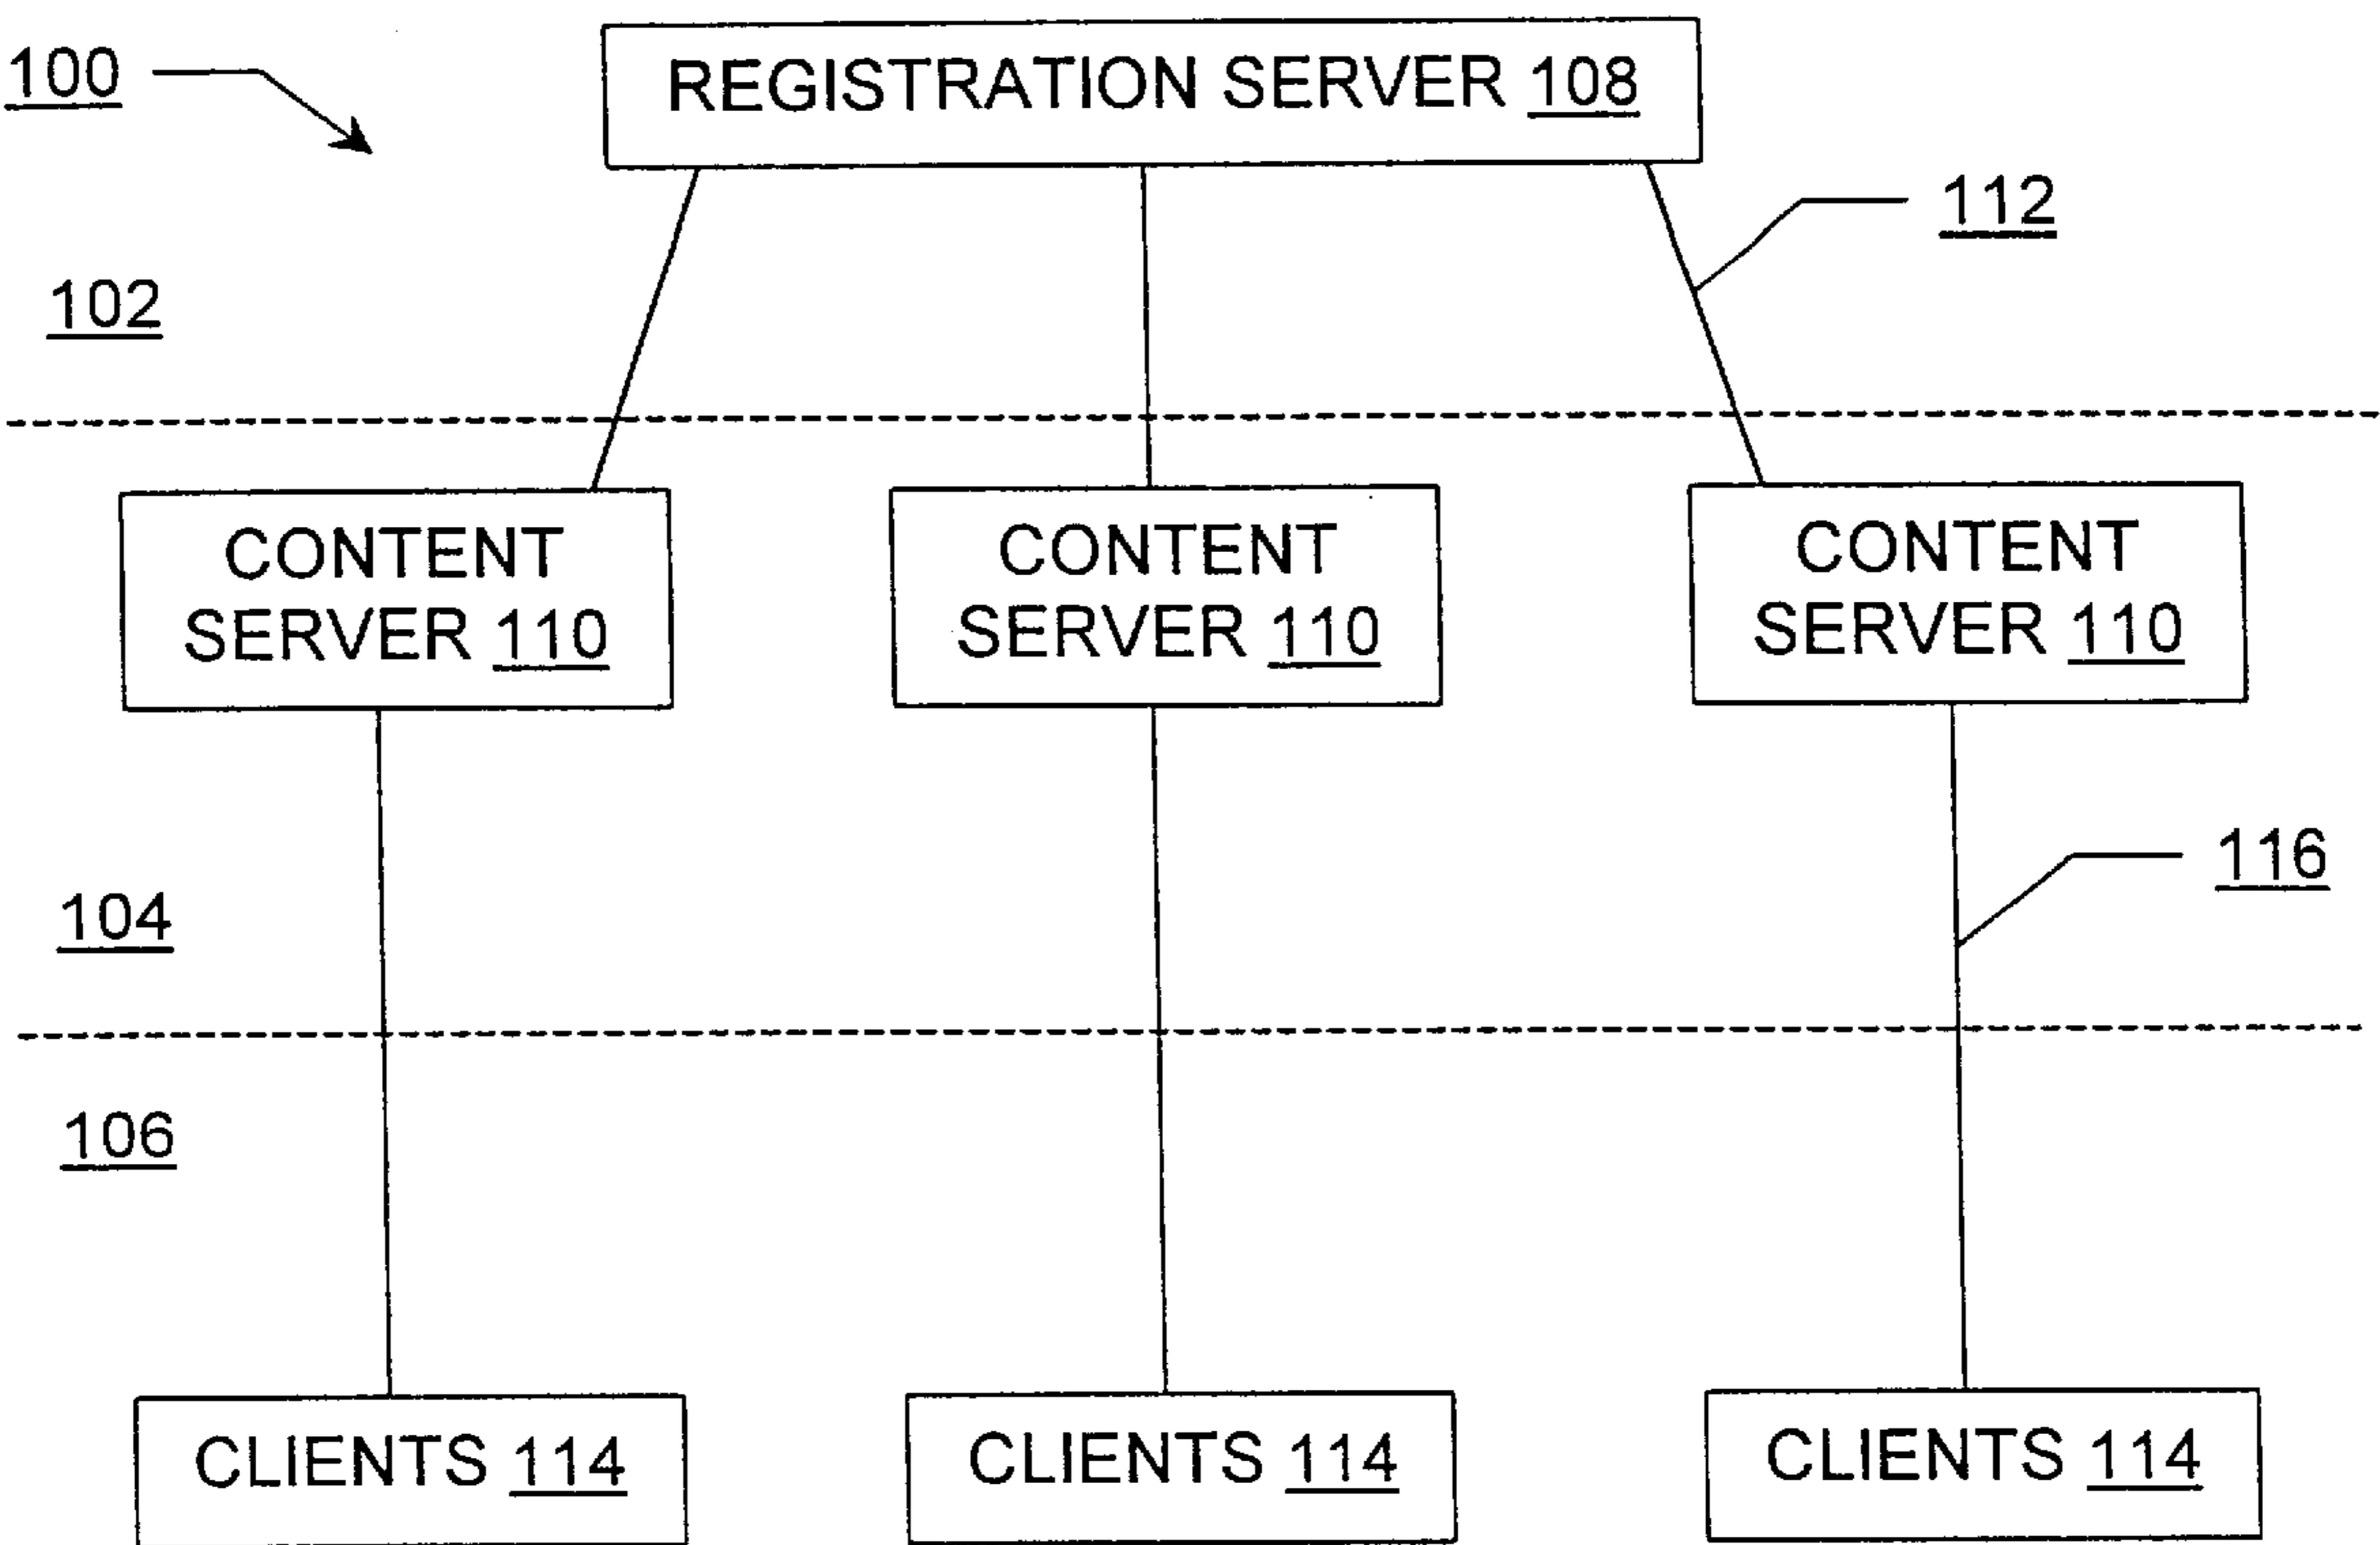 100
REGISTRATION SERVER 108
112
102
CONTENT
SERVER 110
CONTENT
SERVER 110
CONTENT
SERVER 110
116
104
106
CLIENTS 114
CLIENTS 114
CLIENTS 114